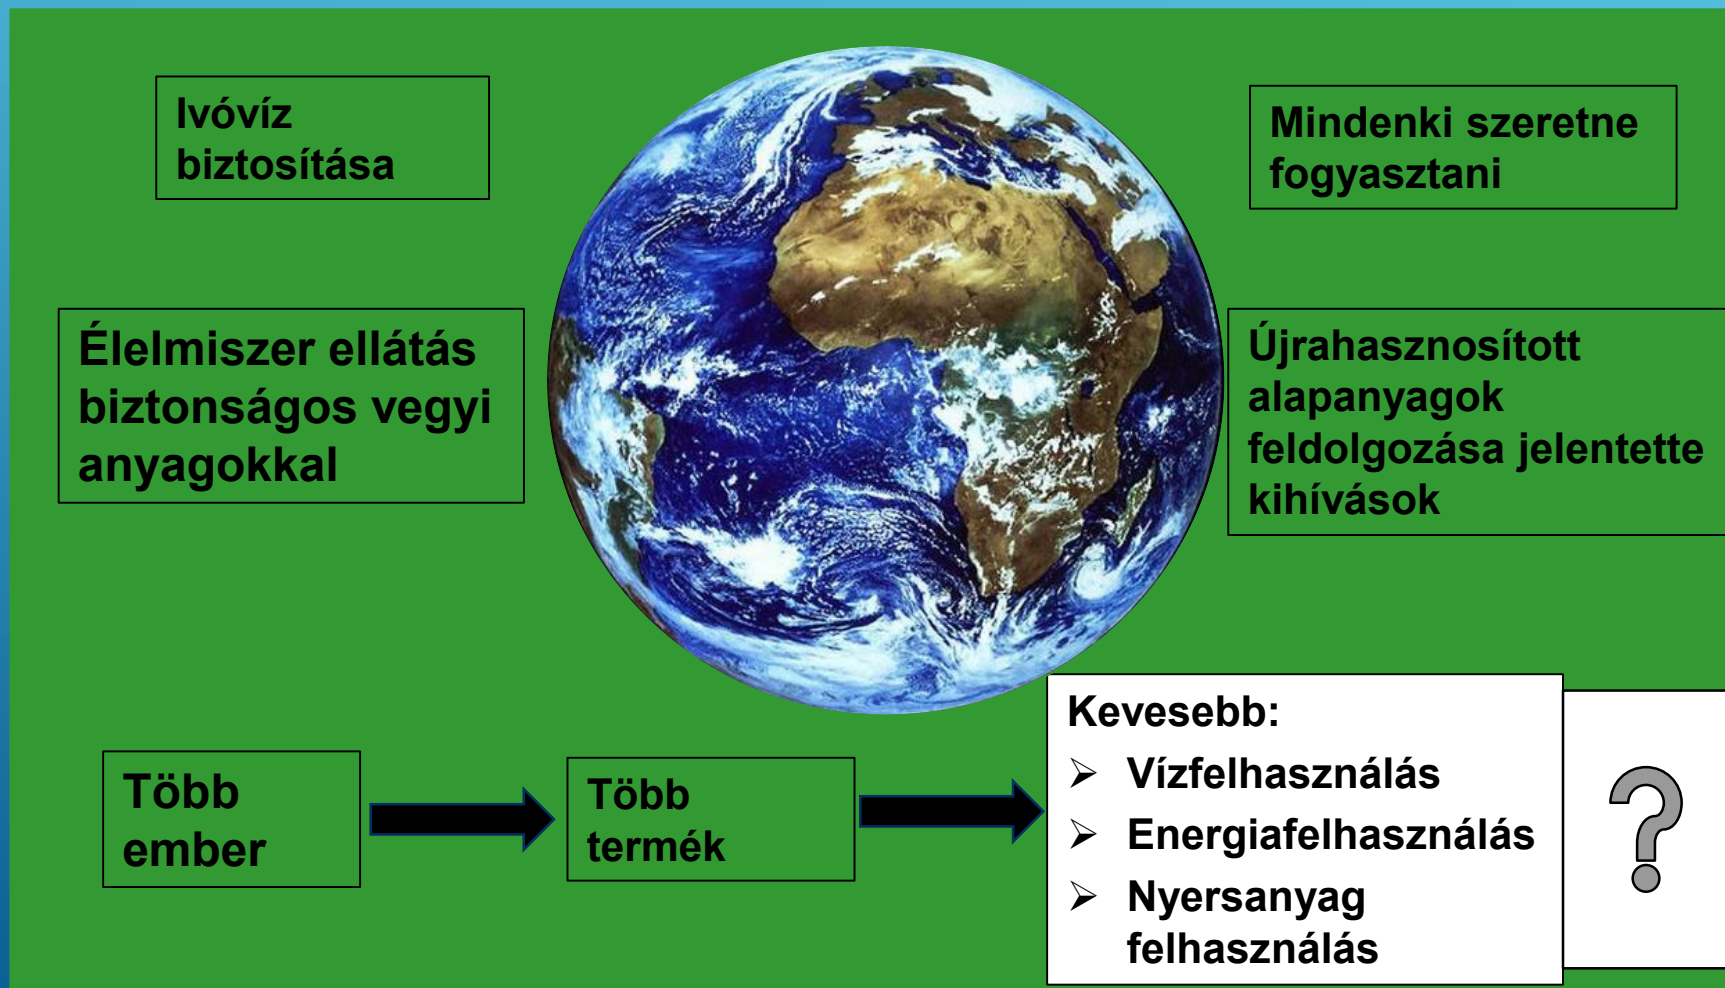 Ivóvíz
biztosítása
Mindenki szeretne
fogyasztani
Élelmiszer ellátás
biztonságos vegyi
anyagokkal
Újrahasznosított
alapanyagok
feldolgozása jelentette
kihívások
Több
ember
Több
termék
Kevesebb:
➢ Vízfelhasználás
➢ Energiafelhasználás
➢ Nyersanyag
felhasználás
?